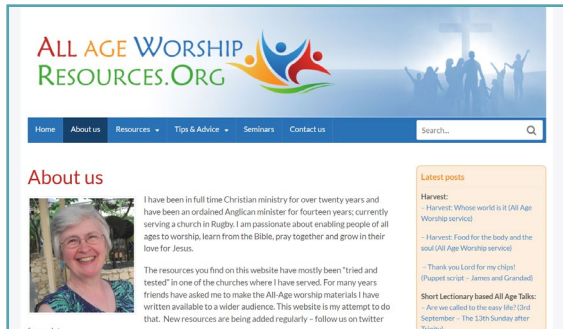 ALL AGE WORSHIP
RESOURCES.ORG
Home
About us
Resources
Tips & Advice
Seminars
Contact us
Search...
About us
I have been in full time Christian ministry for over twenty years and
have been an ordained Anglican minister for fourteen years; currently
serving a church in Rugby. I am passionate about enabling people of all
ages to worship, learn from the Bible, pray together and grow in their
love for Jesus.
The resources you find on this website have mostly been "tried and
tested" in one of the churches where I have served. For many years
friends have asked me to make the All-Age worship materials I have
written available to a wider audience. This website is my attempt to do
that. New resources are being added regularly – follow us on twitter
Latest posts
Harvest:
– Harvest: Whose world is it (All Age
Worship service)
– Harvest: Food for the body and the
soul (All Age Worship service)
– Thank you Lord for my chips!
(Puppet script – James and Grandad)
Short Lectionary based All Age Talks:
– Are we called to the easy life? (3rd
September – The 13th Sunday after